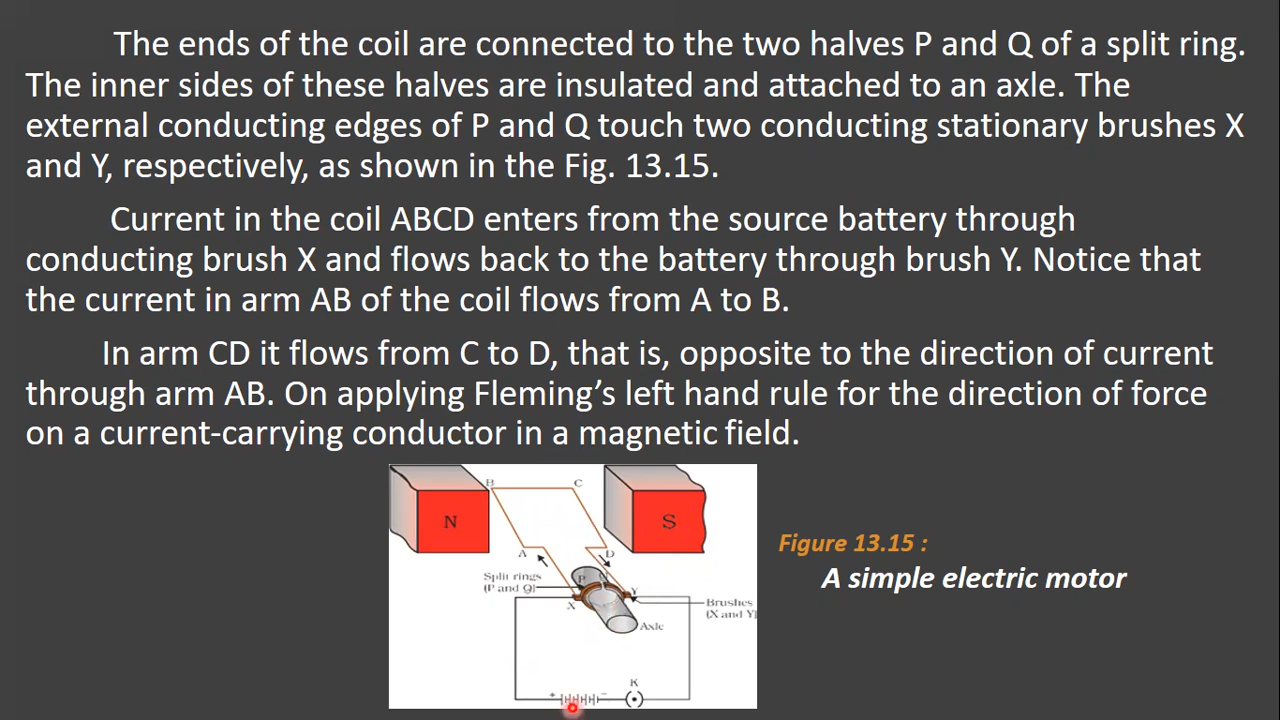 The ends of the coil are connected to the two halves P and Q of a split ring.
The inner sides of these halves are insulated and attached to an axle. The
external conducting edges of P and Q touch two conducting stationary brushes X
and Y, respectively, as shown in the Fig. 13.15.
Current in the coil ABCD enters from the source battery through
conducting brush X and flows back to the battery through brush Y. Notice that
the current in arm AB of the coil flows from A to B.
In arm CD it flows from C to D, that is, opposite to the direction of current
through arm AB. On applying Fleming’s left hand rule for the direction of force
on a current-carrying conductor in a magnetic field.
B
C
N
S
A
D
Split rings
(P and Q)
P
Q
X
Y
Brushes
(X and Y)
Axle
K
+
−
Figure 13.15 :
A simple electric motor